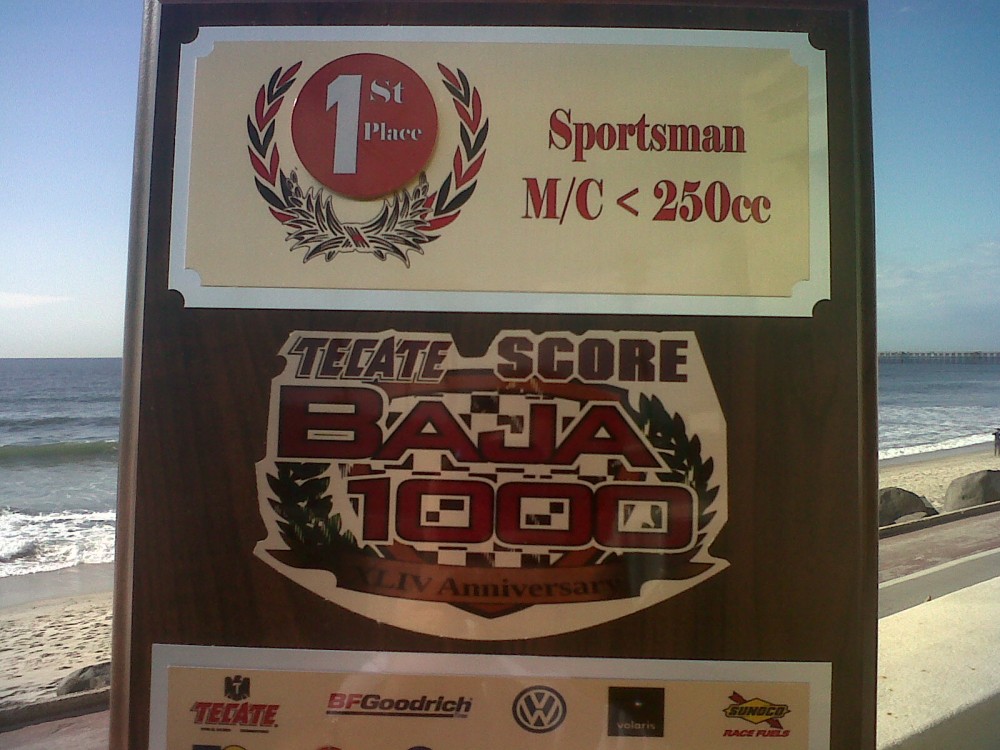 1St
Place
Sportsman
M/C < 250cc
TECATE SCORE
BAJA
1000
XLIV Anniversary
TECATE
BFGoodrich
volaris
SUNOCO
RACE FUELS